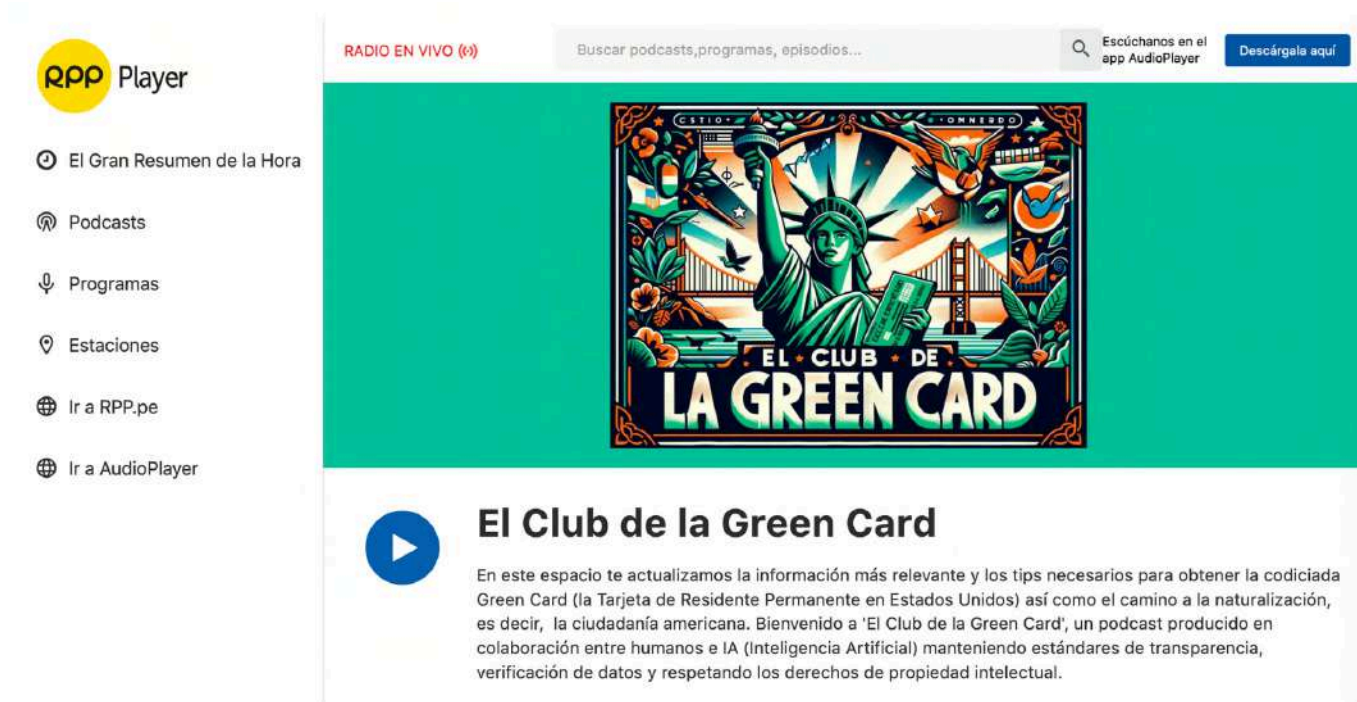 RPP Player
El Gran Resumen de la Hora
Podcasts
Programas
Estaciones
Ir a RPP.pe
Ir a AudioPlayer
RADIO EN VIVO
Buscar podcasts,programas, episodios...
Escúchanos en el
app AudioPlayer
Descárgala aquí
CSTIO
OMNERDO
EL CLUB DE
LA GREEN CARD
El Club de la Green Card
En este espacio te actualizamos la información más relevante y los tips necesarios para obtener la codiciada
Green Card (la Tarjeta de Residente Permanente en Estados Unidos) así como el camino a la naturalización,
es decir, la ciudadanía americana. Bienvenido a 'El Club de la Green Card', un podcast producido en
colaboración entre humanos e IA (Inteligencia Artificial) manteniendo estándares de transparencia,
verificación de datos y respetando los derechos de propiedad intelectual.